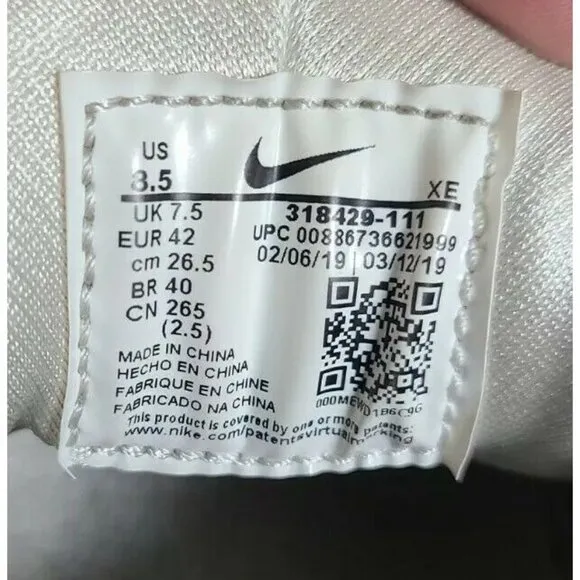 US
8.5
XE
UK 7.5
318429-111
EUR 42
UPC 00886736621999
cm 26.5
02/06/19 | 03/12/19
BR 40
CN 265
(2.5)
MADE IN CHINA
HECHO EN CHINA
FABRIQUE EN CHINE
FABRICADO NA CHINA
This product is covered by one or more patents:
www.nike.com/patentsvirtualmarking